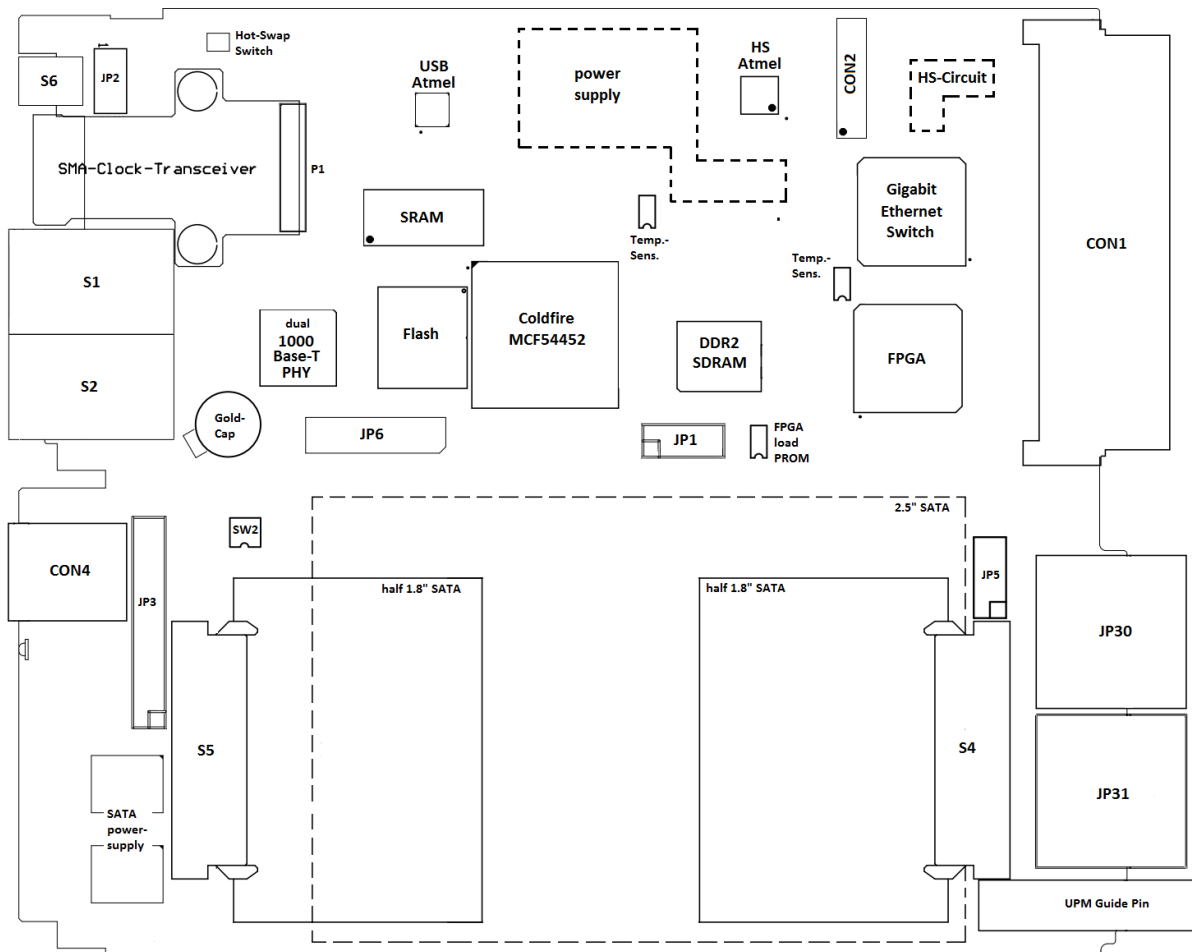 Hot-Swap
Switch
S6
1
JP2
USB
Atmel
power
supply
HS
Atmel
CON2
HS-Circuit
SMA-Clock-Transceiver
P1
SRAM
Temp.-
Sens.
Gigabit
Ethernet
Switch
CON1
Temp.-
Sens.
S1
dual
1000
Base-T
PHY
Flash
Coldfire
MCF54452
DDR2
SDRAM
FPGA
S2
Gold-
Cap
JP6
JP1
FPGA
load
PROM
2.5" SATA
SW2
CON4
JP3
half 1.8" SATA
half 1.8" SATA
JP5
JP30
S5
S4
JP31
SATA
power-
supply
UPM Guide Pin